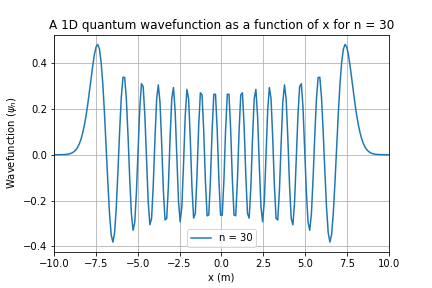 A 1D quantum wavefunction as a function of x for n = 30
Wavefunction (ψₙ)
0.4
0.2
0.0
−0.2
−0.4
n = 30
−10.0 −7.5 −5.0 −2.5 0.0 2.5 5.0 7.5 10.0
x (m)